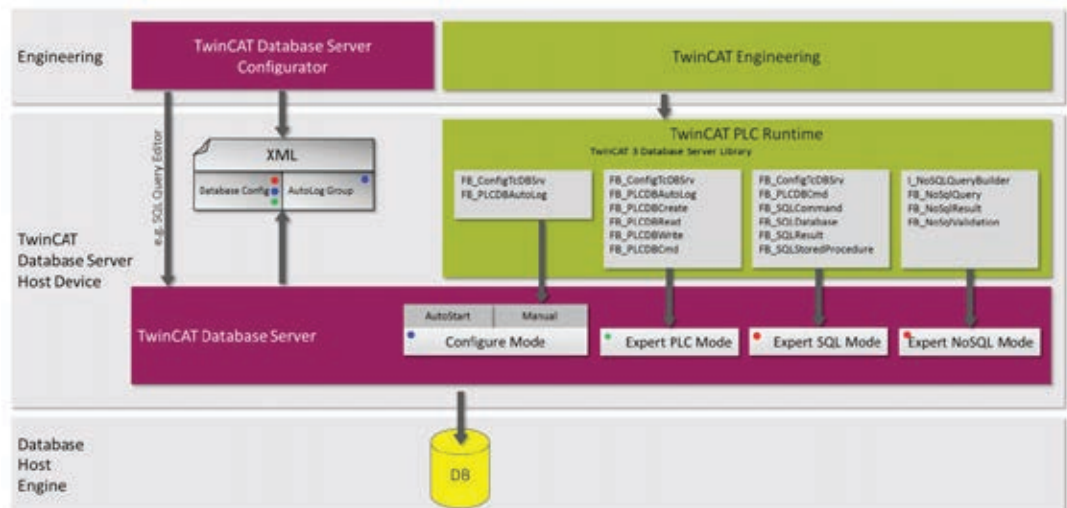 Engineering
TwinCAT Database Server
Configurator
TwinCAT Engineering
e.g. SQL Query Editor
XML
Database Config
AutoLog Group
TwinCAT PLC Runtime
TwinCAT 3 Database Server Library
FB_ConfigTcDBSrv
FB_PLCDBAutoLog
FB_ConfigTcDBSrv
FB_PLCDBAutoLog
FB_PLCDBCreate
FB_PLCDBRead
FB_PLCDBWrite
FB_PLCDBCmd
FB_ConfigTcDBSrv
FB_PLCDBCmd
FB_SQLCommand
FB_SQLDatabase
FB_SQLResult
FB_SQLStoredProcedure
I_NoSQLQueryBuilder
FB_NoSqlQuery
FB_NoSqlResult
FB_NoSqlValidation
TwinCAT
Database Server
Host Device
TwinCAT Database Server
AutoStart
Manual
Configure Mode
Expert PLC Mode
Expert SQL Mode
Expert NoSQL Mode
Database
Host
Engine
DB